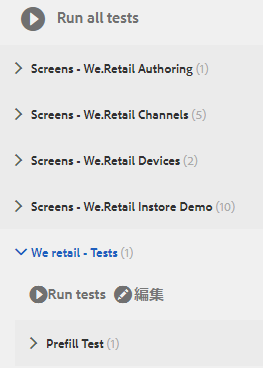 Run all tests
Screens - We.Retail Authoring (1)
Screens - We.Retail Channels (5)
Screens - We.Retail Devices (2)
Screens - We.Retail Instore Demo (10)
We retail - Tests (1)
Run tests 編集
Prefill Test (1)